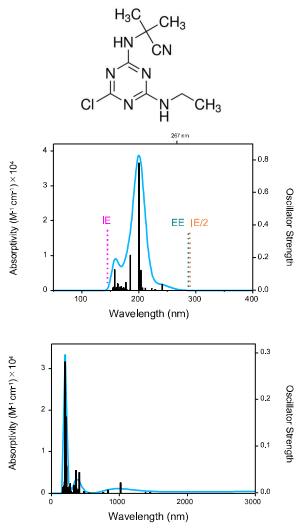 H₃C
CH₃
HN
CN
N
N
Cl
N
N
H
CH₃
267 nm
Absorptivity (M⁻¹ cm⁻¹) × 10⁴
4
3
2
1
0
IE
EE
IE/2
0.8
0.6
0.4
0.2
0.0
Oscillator Strength
100
200
300
400
Wavelength (nm)
Absorptivity (M⁻¹ cm⁻¹) × 10⁴
3
2
1
0
0.3
0.2
0,1
0.0
Oscillator Strength
0
1000
2000
3000
Wavelength (nm)